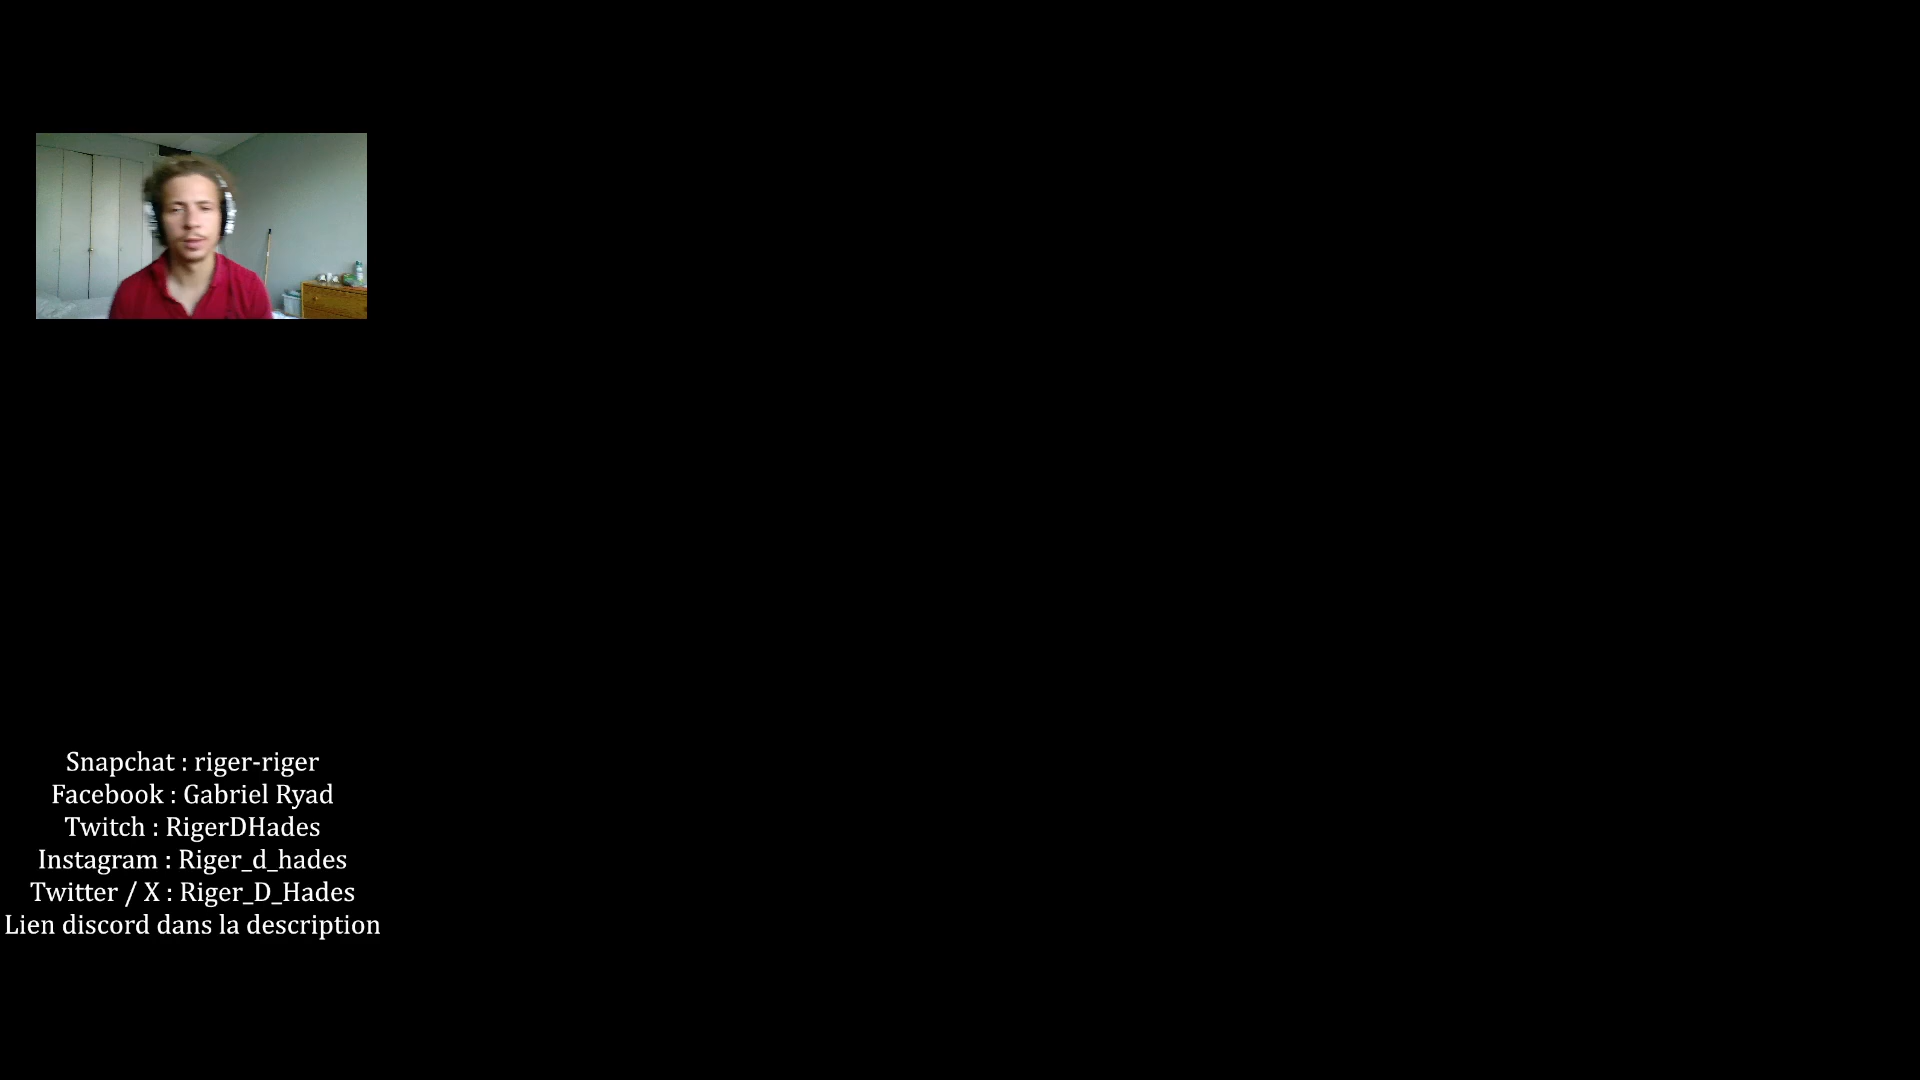 Snapchat : riger-riger
Facebook : Gabriel Ryad
Twitch : RigerDHades
Instagram : Riger_d_hades
Twitter / X : Riger_D_Hades
Lien discord dans la description